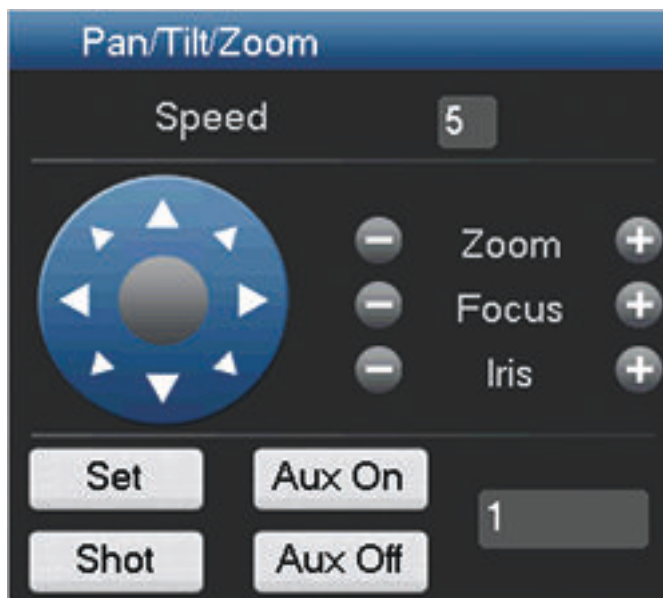 Pan/Tilt/Zoom
Speed 5
Zoom
Focus
Iris
Set Aux On
1
Shot Aux Off